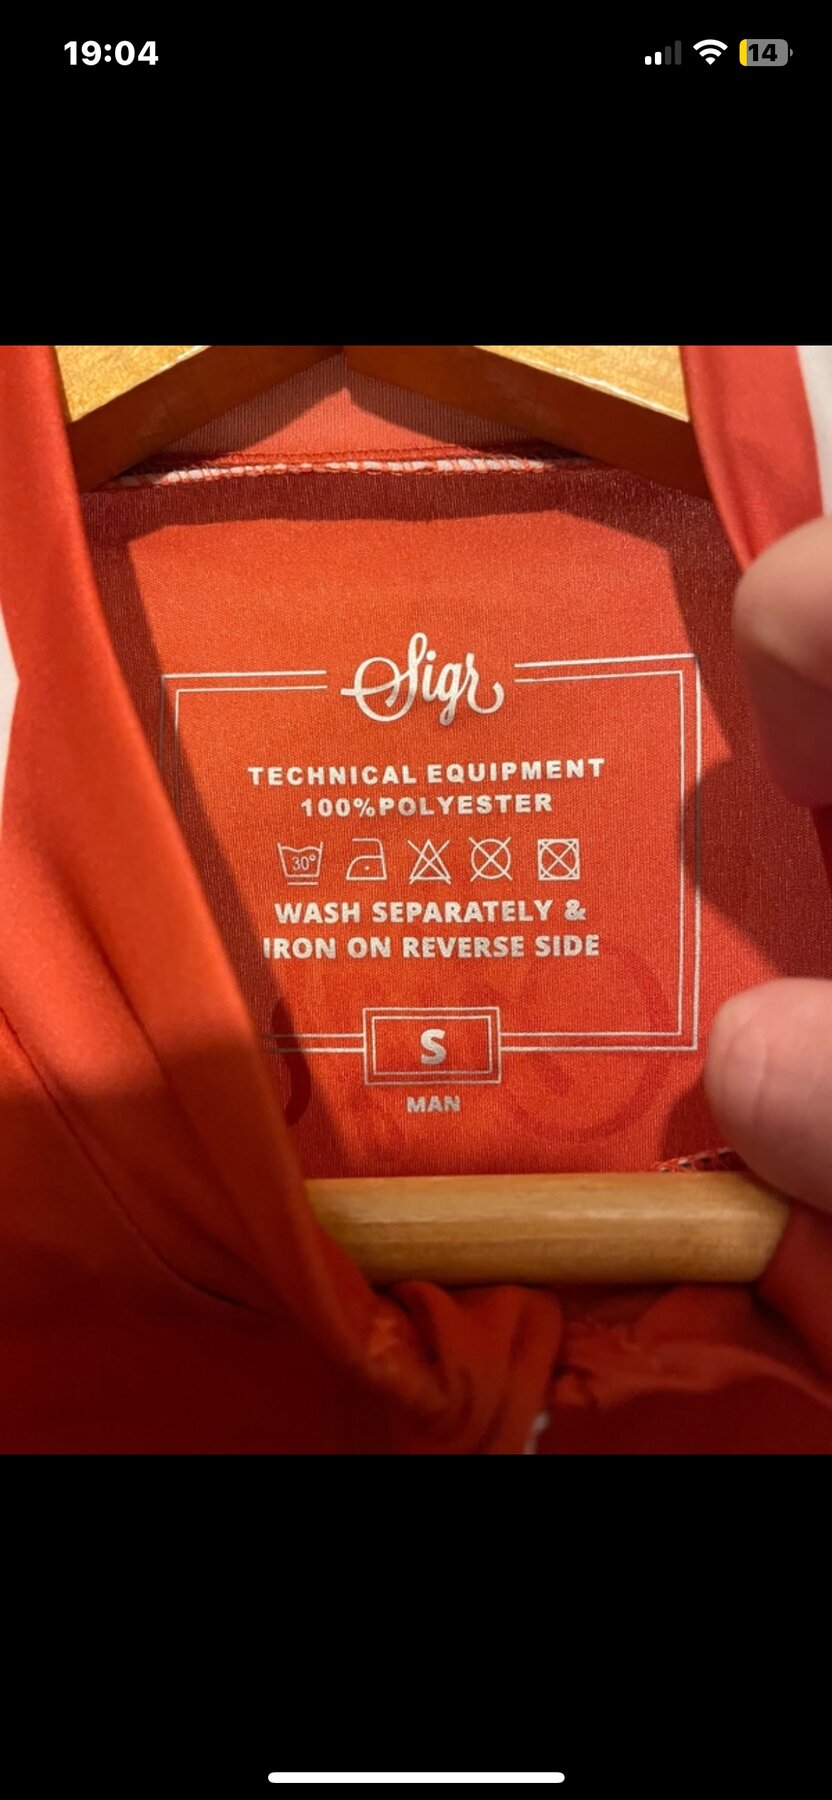 19:04
14
Sigr
TECHNICAL EQUIPMENT
100%POLYESTER
30°
WASH SEPARATELY &
IRON ON REVERSE SIDE
S
MAN